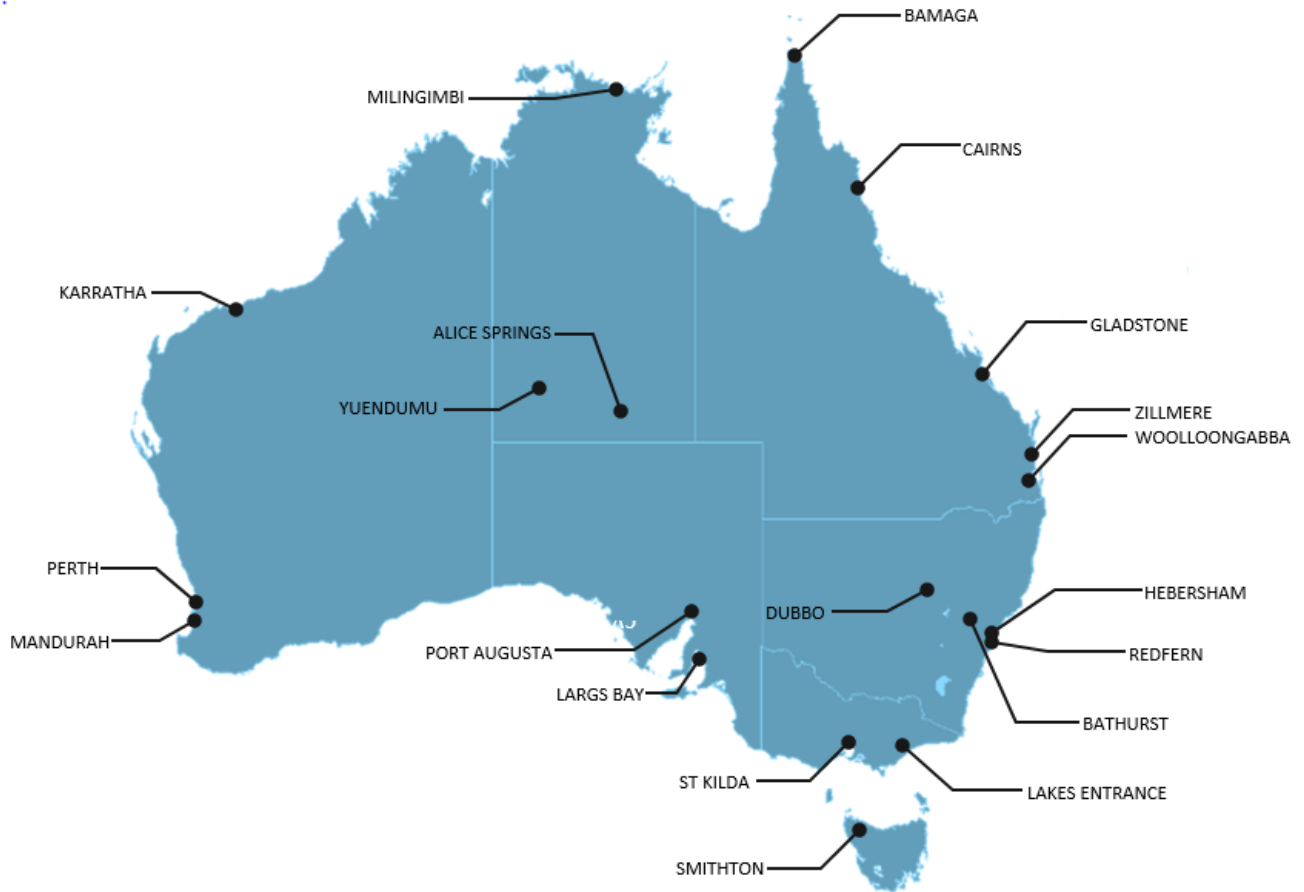 BAMAGA
MILINGIMBI
CAIRNS
KARRATHA
GLADSTONE
ALICE SPRINGS
YUENDUMU
ZILLMERE
WOOLLOONGABBA
PERTH
HEBERSHAM
DUBBO
MANDURAH
PORT AUGUSTA
REDFERN
LARGS BAY
BATHURST
ST KILDA
LAKES ENTRANCE
SMITHTON